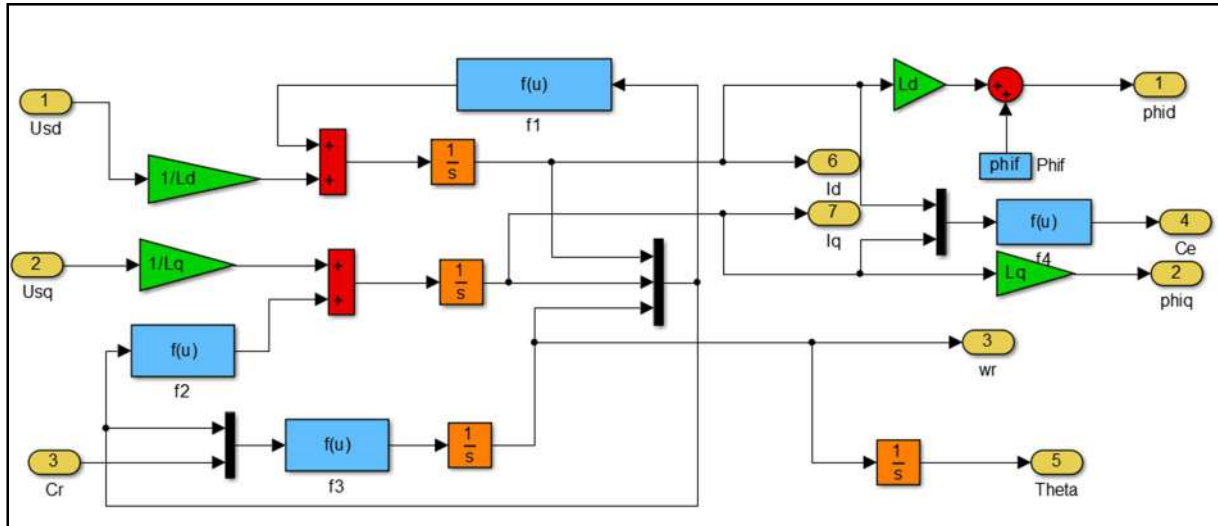 f(u)
f1
1
Usd
1/Ld
+
+
1
s
Ld
+
+
1
phid
phif
Phif
6
Id
7
Iq
f(u)
f4
4
Ce
2
Usq
1/Lq
+
+
1
s
Lq
2
phiq
f(u)
f2
3
wr
3
Cr
f(u)
f3
1
s
1
s
5
Theta